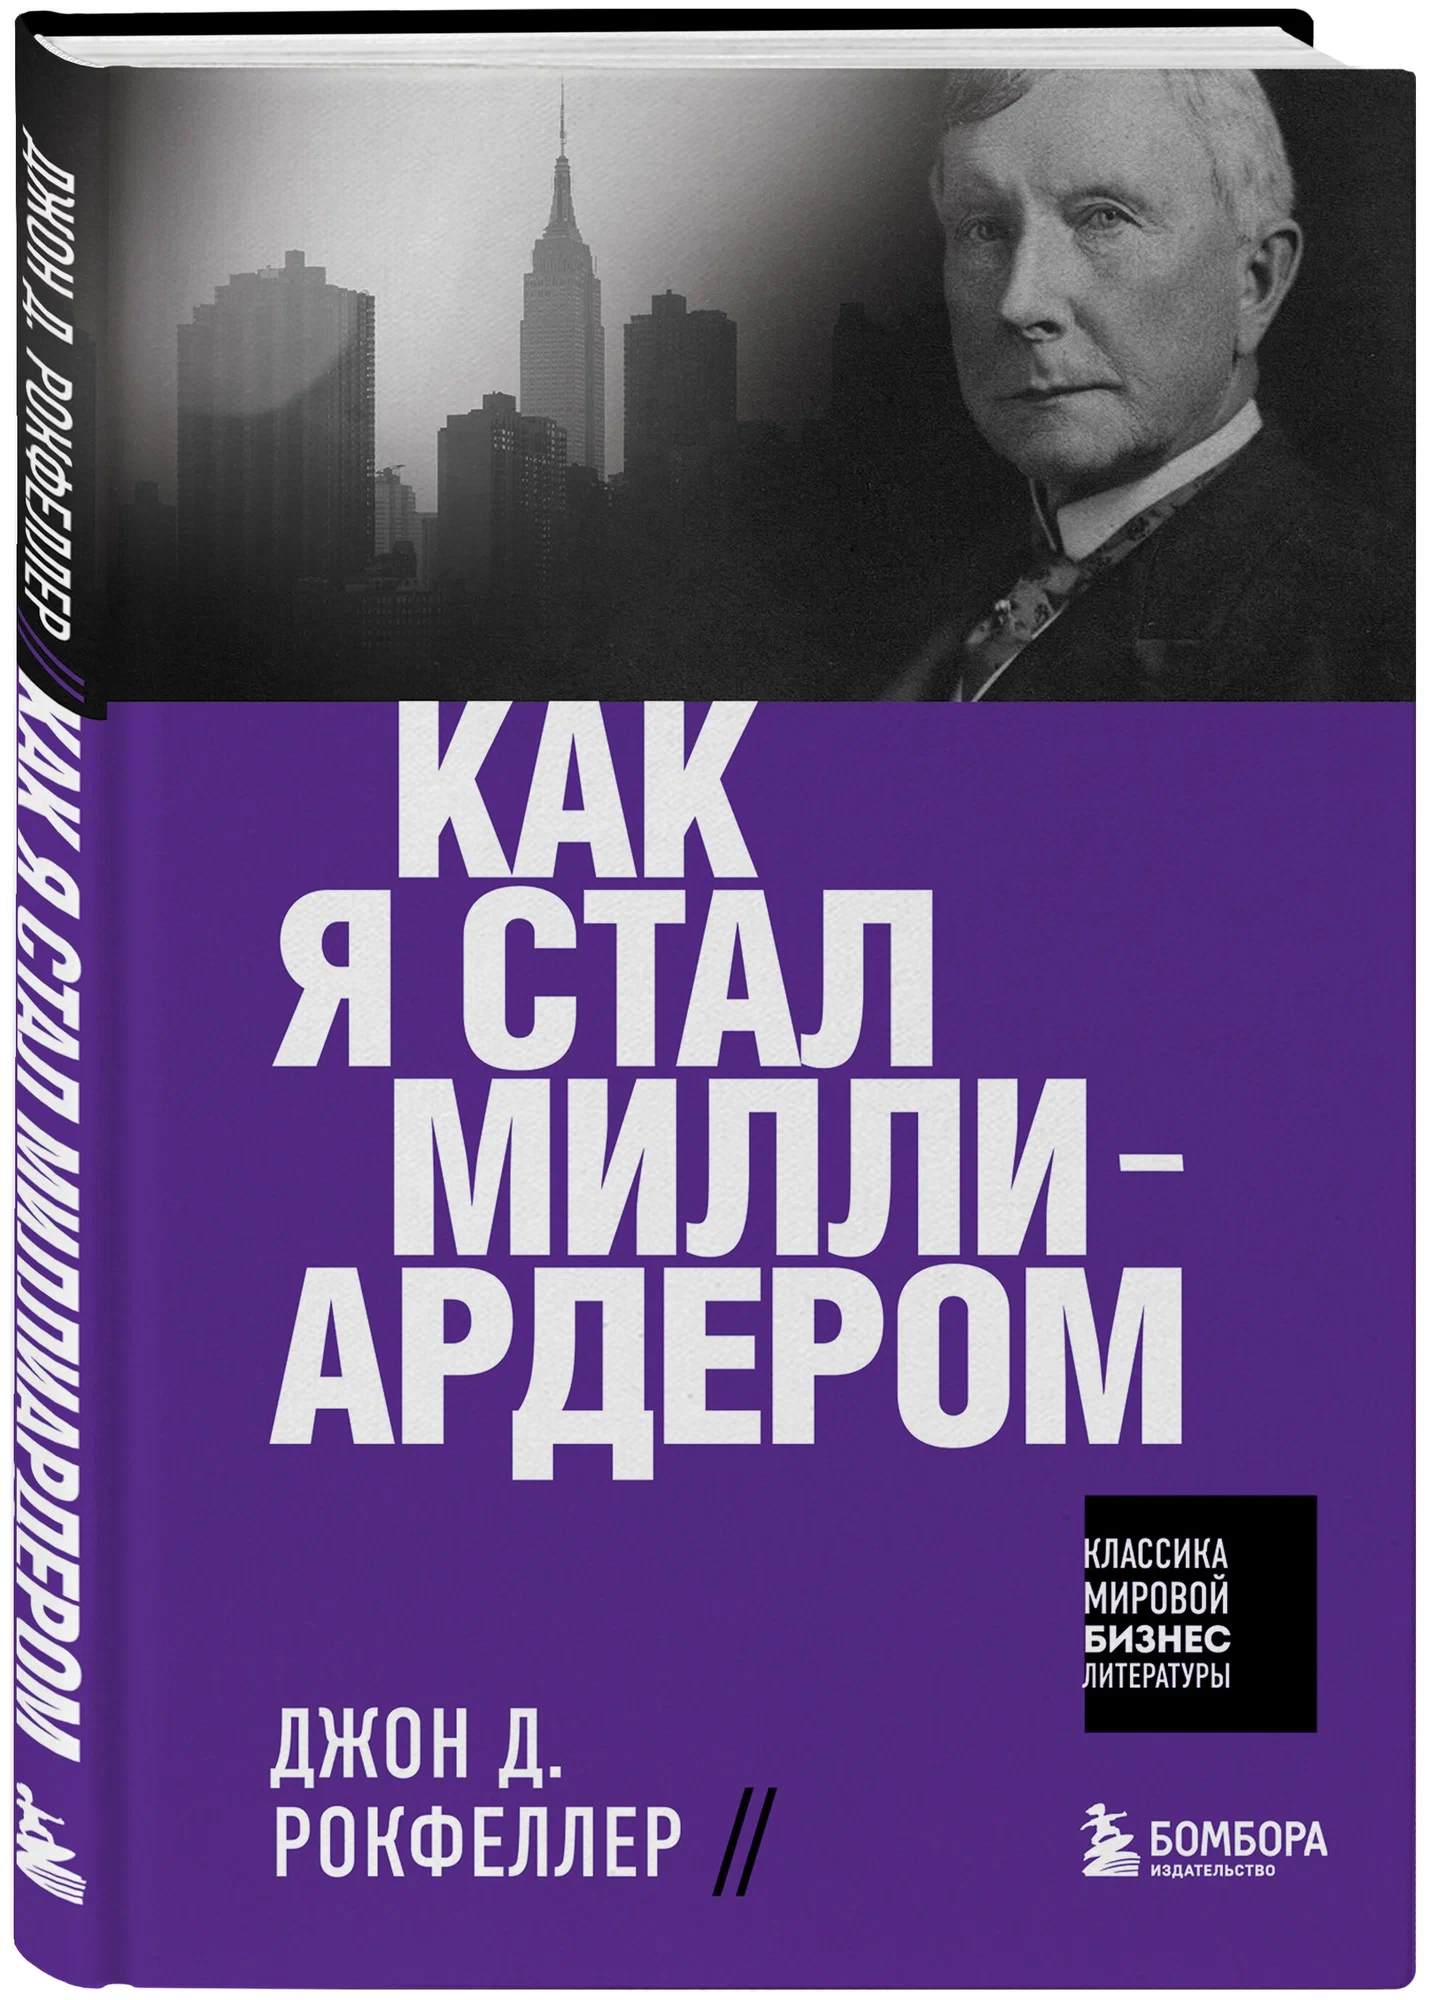 ДЖОН Д. РОКФЕЛЛЕР // КАК Я СТАЛ МИЛЛИАРДЕРОМ
КАК
Я СТАЛ
МИЛЛИ-
АРДЕРОМ
КЛАССИКА
МИРОВОЙ
БИЗНЕС
ЛИТЕРАТУРЫ
ДЖОН Д.
РОКФЕЛЛЕР //
БОМБОРА
ИЗДАТЕЛЬСТВО